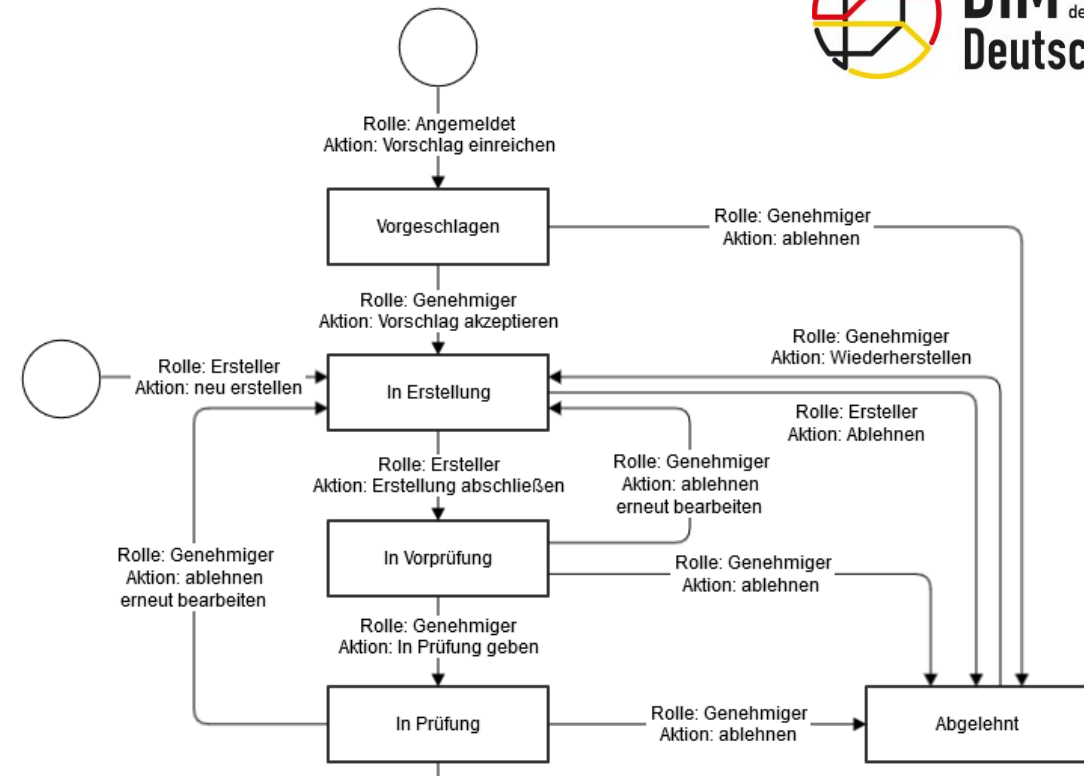 de
Deutsc
Rolle: Angemeldet
Aktion: Vorschlag einreichen
Vorgeschlagen
Rolle: Genehmiger
Aktion: ablehnen
Rolle: Genehmiger
Aktion: Vorschlag akzeptieren
Rolle: Genehmiger
Aktion: Wiederherstellen
Rolle: Ersteller
Aktion: neu erstellen
In Erstellung
Rolle: Ersteller
Aktion: Ablehnen
Rolle: Ersteller
Aktion: Erstellung abschließen
Rolle: Genehmiger
Aktion: ablehnen
erneut bearbeiten
Rolle: Genehmiger
Aktion: ablehnen
erneut bearbeiten
In Vorprüfung
Rolle: Genehmiger
Aktion: ablehnen
Rolle: Genehmiger
Aktion: In Prüfung geben
In Prüfung
Rolle: Genehmiger
Aktion: ablehnen
Abgelehnt